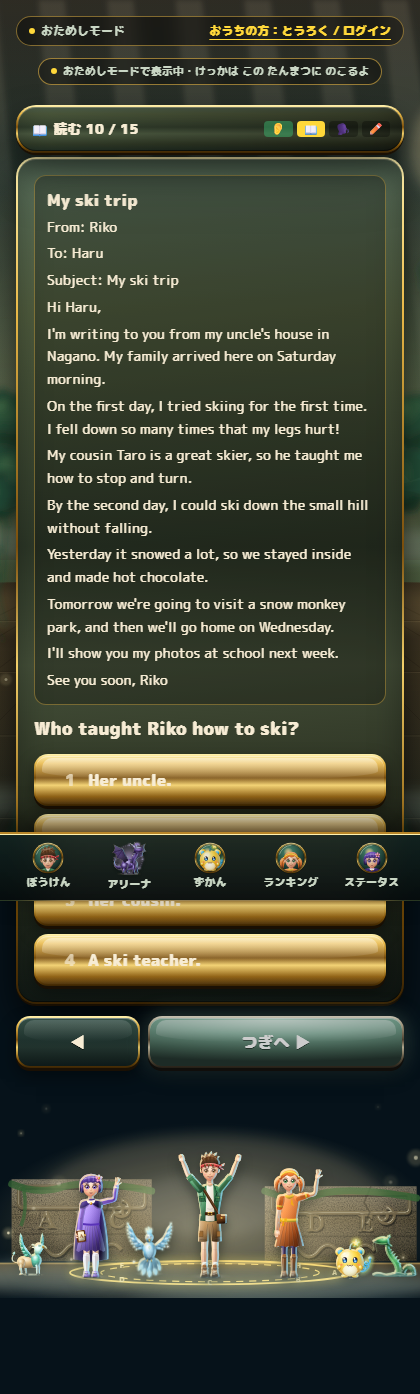 おためしモード
おうちの方：とうろく / ログイン
おためしモードで表示中・けっかは この たんまつに のこるよ
読む 10 / 15
My ski trip
From: Riko
To: Haru
Subject: My ski trip
Hi Haru,
I'm writing to you from my uncle's house in
Nagano. My family arrived here on Saturday
morning.
On the first day, I tried skiing for the first time.
I fell down so many times that my legs hurt!
My cousin Taro is a great skier, so he taught me
how to stop and turn.
By the second day, I could ski down the small hill
without falling.
Yesterday it snowed a lot, so we stayed inside
and made hot chocolate.
Tomorrow we're going to visit a snow monkey
park, and then we'll go home on Wednesday.
I'll show you my photos at school next week.
See you soon, Riko
Who taught Riko how to ski?
1 Her uncle.
ぼうけん
アリーナ
ずかん
ランキング
ステータス
3 Her cousin.
4 A ski teacher.
◀
つぎへ ▶
A
D E